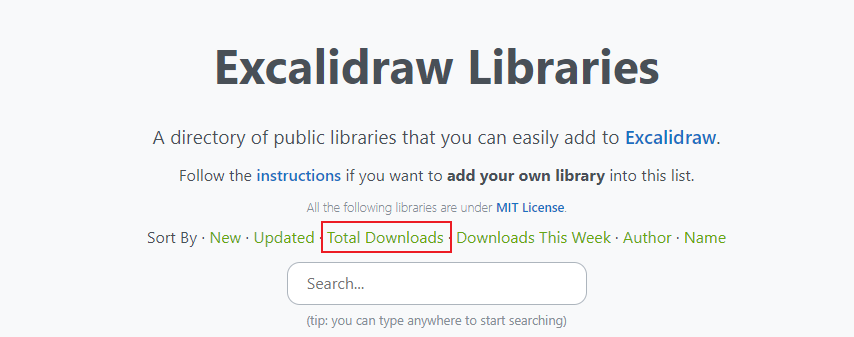 Excalidraw Libraries
A directory of public libraries that you can easily add to Excalidraw.
Follow the instructions if you want to add your own library into this list.
All the following libraries are under MIT License.
Sort By · New · Updated · Total Downloads · Downloads This Week · Author · Name
Search...
(tip: you can type anywhere to start searching)